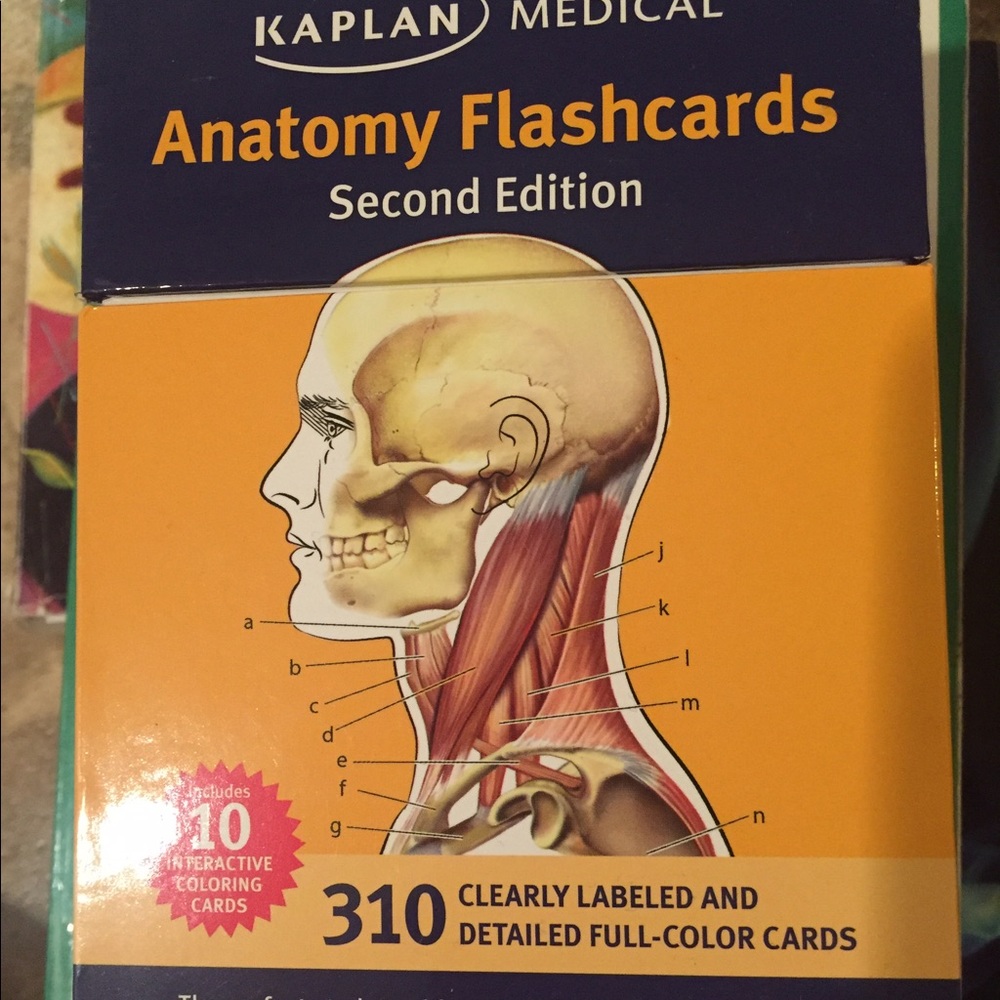 KAPLAN MEDICAL
Anatomy Flashcards
Second Edition
j
a
k
b
l
c
m
d
e
f
g
n
Includes
10
INTERACTIVE
COLORING
CARDS
310 CLEARLY LABELED AND
DETAILED FULL-COLOR CARDS